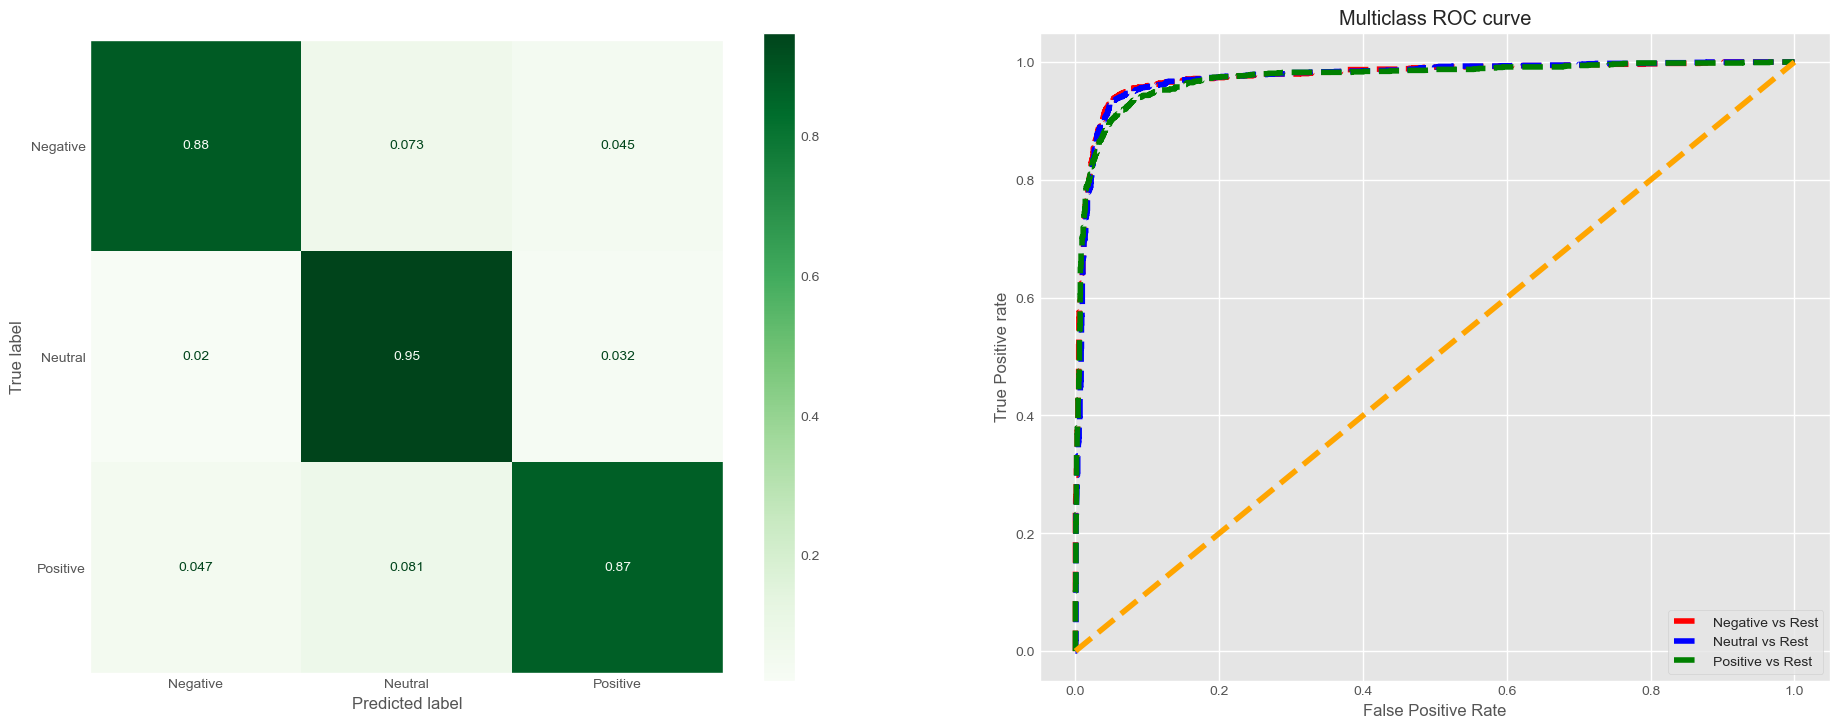 Negative
0.88
0.073
0.045
Neutral
0.02
0.95
0.032
Positive
0.047
0.081
0.87
Negative
Neutral
Positive
Predicted label
True label
0.8
0.6
0.4
0.2
Multiclass ROC curve
1.0
0.8
0.6
0.4
0.2
0.0
True Positive rate
0.0
0.2
0.4
0.6
0.8
1.0
False Positive Rate
Negative vs Rest
Neutral vs Rest
Positive vs Rest